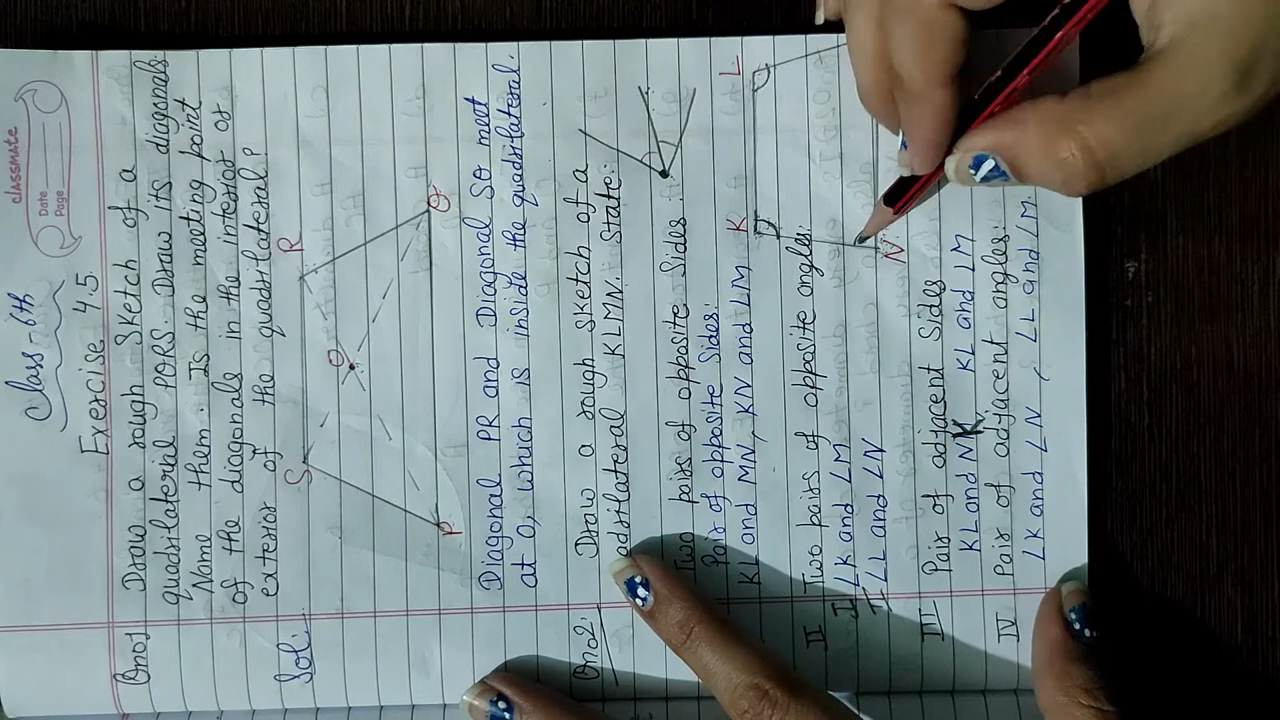 classmate
Date
Page
Class-6th
Exercise 4.5
Qno1 Draw a rough sketch of a
quadrilaterial PQRS. Draw its diagonals.
Name them. Is the meeting point
of the diagonals in the interior or
exterior of the quadrilateral?
Sol:
S R
O
P Q
Diagonal PR and Diagonal SQ meet
at O, which is inside the quadrilateral.
Qno2. Draw a rough sketch of a
quadrilateral KLMN. State:
Two pairs of opposite sides.
Pair of opposite Sides:
KL and MN, KN and LM
K L
N
II Two pairs of opposite angles.
I ∠K and ∠M
II ∠L and ∠N
III Pair of adjacent Sides
KL and NK KL and LM
IV Pair of adjacent angles.
∠K and ∠N, ∠L and ∠M.